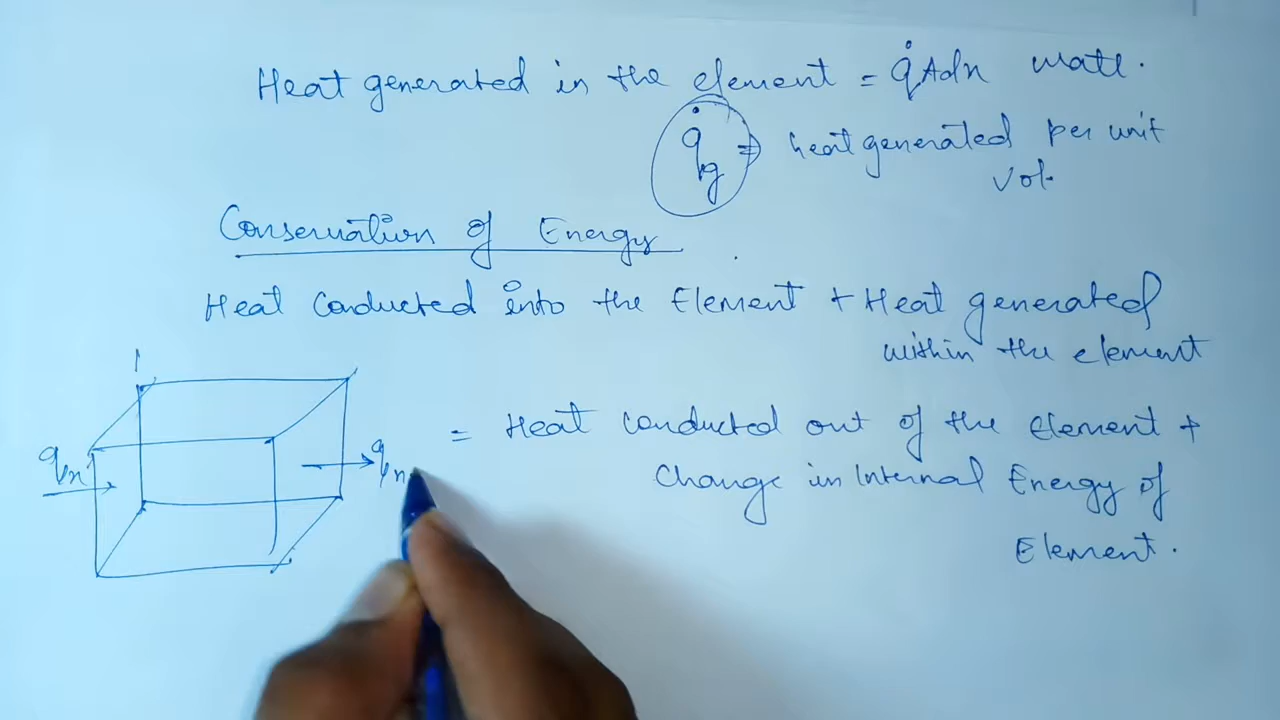 Heat generated in the element = q̇Adx watt.
q̇g ⇒ heat generated per unit
vol.
Conservation of Energy
Heat conducted into the Element + Heat generated
within the element
= Heat conducted out of the Element +
Change in Internal Energy of
Element.
qx
qx